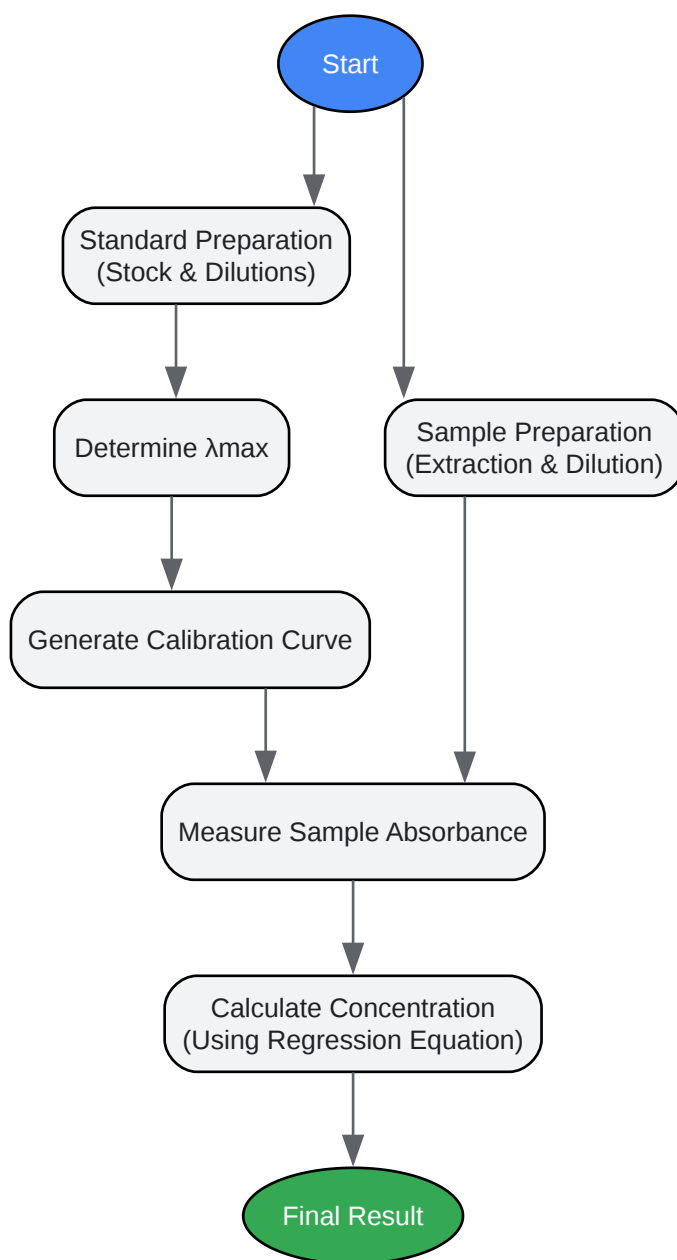 Start
Standard Preparation
(Stock & Dilutions)
Determine λmax
Sample Preparation
(Extraction & Dilution)
Generate Calibration Curve
Measure Sample Absorbance
Calculate Concentration
(Using Regression Equation)
Final Result